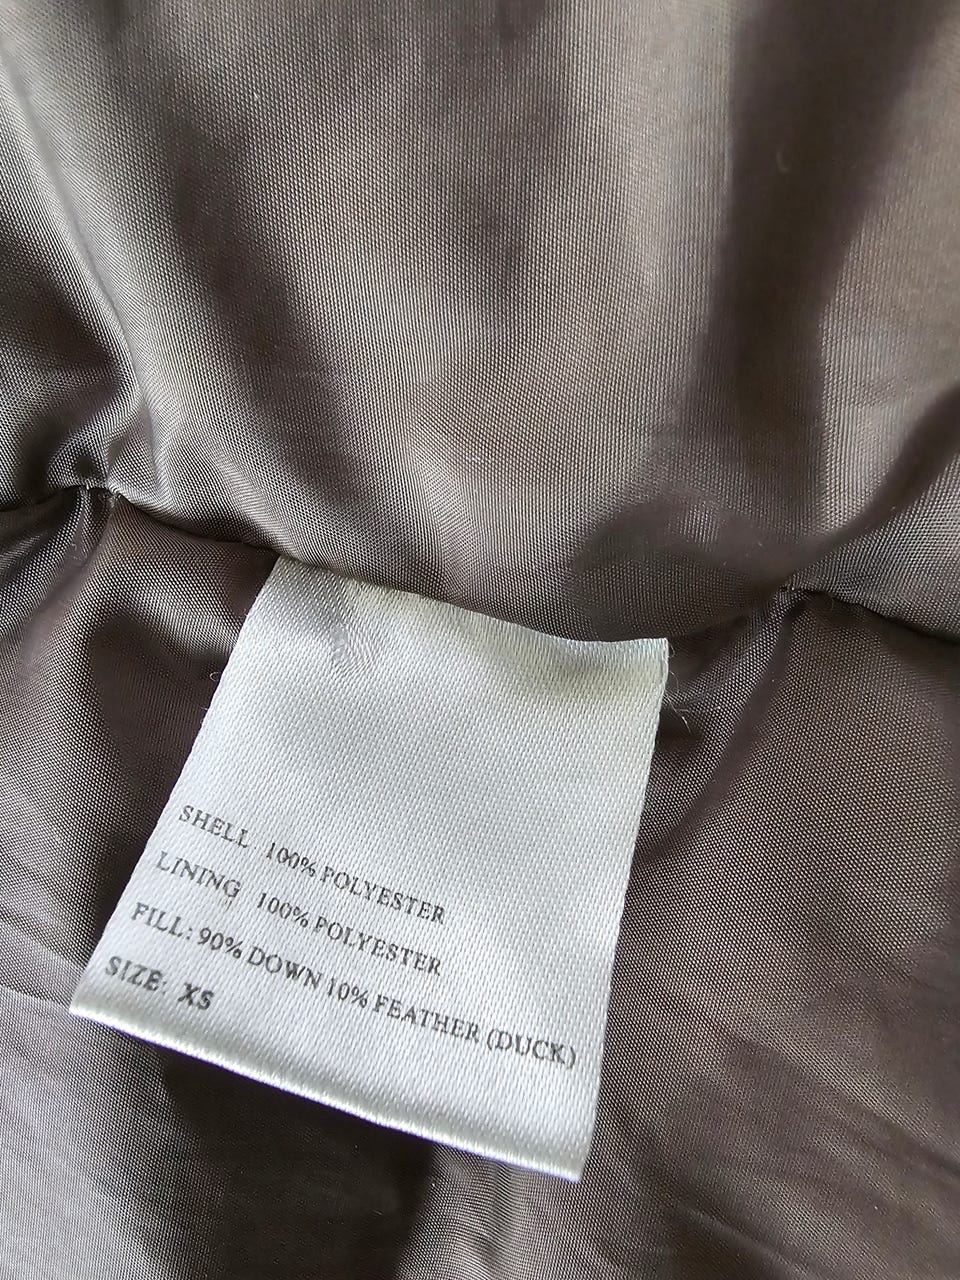 SHELL 100% POLYESTER
LINING 100% POLYESTER
FILL: 90% DOWN 10% FEATHER (DUCK)
SIZE: XS